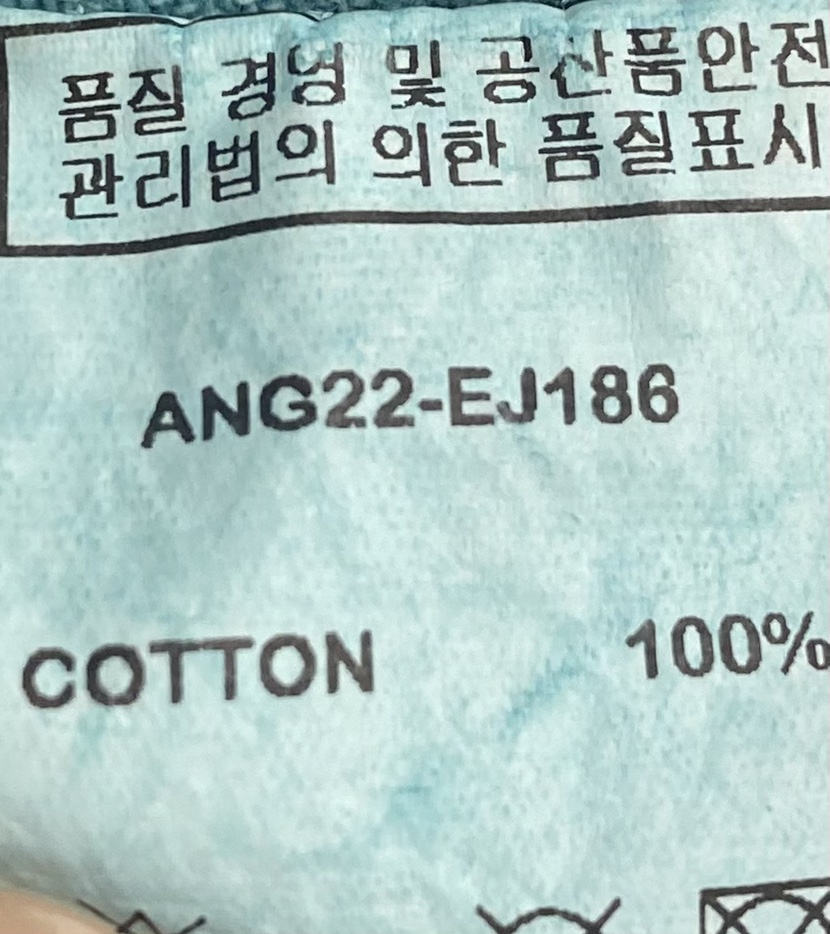 품질 경영 및 공산품안전
관리법의 의한 품질표시
ANG22-EJ186
COTTON 100%